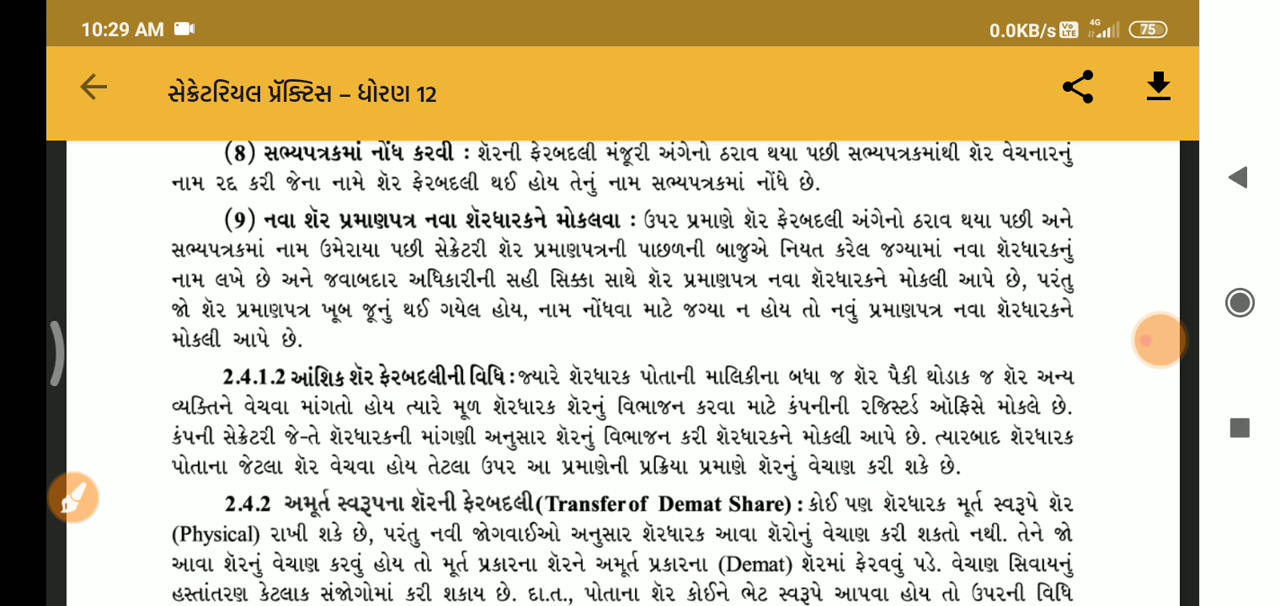 10:29 AM
0.0KB/s Vo LTE 4G 75
સેક્રેટરિયલ પ્રૅક્ટિસ – ધોરણ 12
(8) સભ્યપત્રકમાં નોંધ કરવી : શૅરની ફેરબદલી મંજૂરી અંગેનો ઠરાવ થયા પછી સભ્યપત્રકમાંથી શૅર વેચનારનું
નામ રદ્દ કરી જેના નામે શૅર ફેરબદલી થઈ હોય તેનું નામ સભ્યપત્રકમાં નોંધે છે.
(9) નવા શૅર પ્રમાણપત્ર નવા શૅરધારકને મોકલવા : ઉપર પ્રમાણે શૅર ફેરબદલી અંગેનો ઠરાવ થયા પછી અને
સભ્યપત્રકમાં નામ ઉમેરાયા પછી સેક્રેટરી શૅર પ્રમાણપત્રની પાછળની બાજુએ નિયત કરેલ જગ્યામાં નવા શૅરધારકનું
નામ લખે છે અને જવાબદાર અધિકારીની સહી સિક્કા સાથે શૅર પ્રમાણપત્ર નવા શૅરધારકને મોકલી આપે છે, પરંતુ
જો શૅર પ્રમાણપત્ર ખૂબ જૂનું થઈ ગયેલ હોય, નામ નોંધવા માટે જગ્યા ન હોય તો નવું પ્રમાણપત્ર નવા શૅરધારકને
મોકલી આપે છે.
2.4.1.2 આંશિક શૅર ફેરબદલીની વિધિ : જ્યારે શૅરધારક પોતાની માલિકીના બધા જ શૅર પૈકી થોડાક જ શૅર અન્ય
વ્યક્તિને વેચવા માંગતો હોય ત્યારે મૂળ શૅરધારક શૅરનું વિભાજન કરવા માટે કંપનીની રજિસ્ટર્ડ ઑફિસે મોકલે છે.
કંપની સેક્રેટરી જે-તે શૅરધારકની માંગણી અનુસાર શૅરનું વિભાજન કરી શૅરધારકને મોકલી આપે છે. ત્યારબાદ શૅરધારક
પોતાના જેટલા શૅર વેચવા હોય તેટલા ઉપર આ પ્રમાણેની પ્રક્રિયા પ્રમાણે શૅરનું વેચાણ કરી શકે છે.
2.4.2 અમૂર્ત સ્વરૂપના શૅરની ફેરબદલી (Transfer of Demat Share) : કોઈ પણ શૅરધારક મૂર્ત સ્વરૂપે શૅર
(Physical) રાખી શકે છે, પરંતુ નવી જોગવાઈઓ અનુસાર શૅરધારક આવા શૅરોનું વેચાણ કરી શકતો નથી. તેને જો
આવા શૅરનું વેચાણ કરવું હોય તો મૂર્ત પ્રકારના શૅરને અમૂર્ત પ્રકારના (Demat) શૅરમાં ફેરવવું પડે. વેચાણ સિવાયનું
હસ્તાંતરણ કેટલાક સંજોગોમાં કરી શકાય છે. દા.ત., પોતાના શૅર કોઈને ભેટ સ્વરૂપે આપવા હોય તો ઉપરની વિધિ